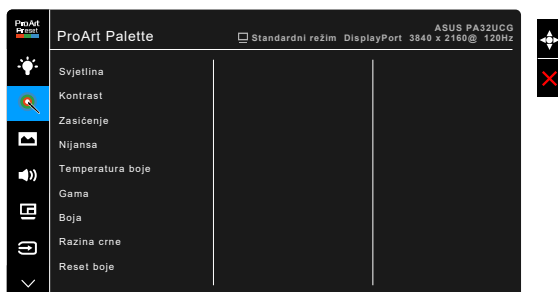 ProArt
Preset
ProArt Palette
ASUS PA32UCG
Standardni režim DisplayPort 3840 x 2160@ 120Hz
Svjetlina
Kontrast
Zasićenje
Nijansa
Temperatura boje
Gama
Boja
Razina crne
Reset boje